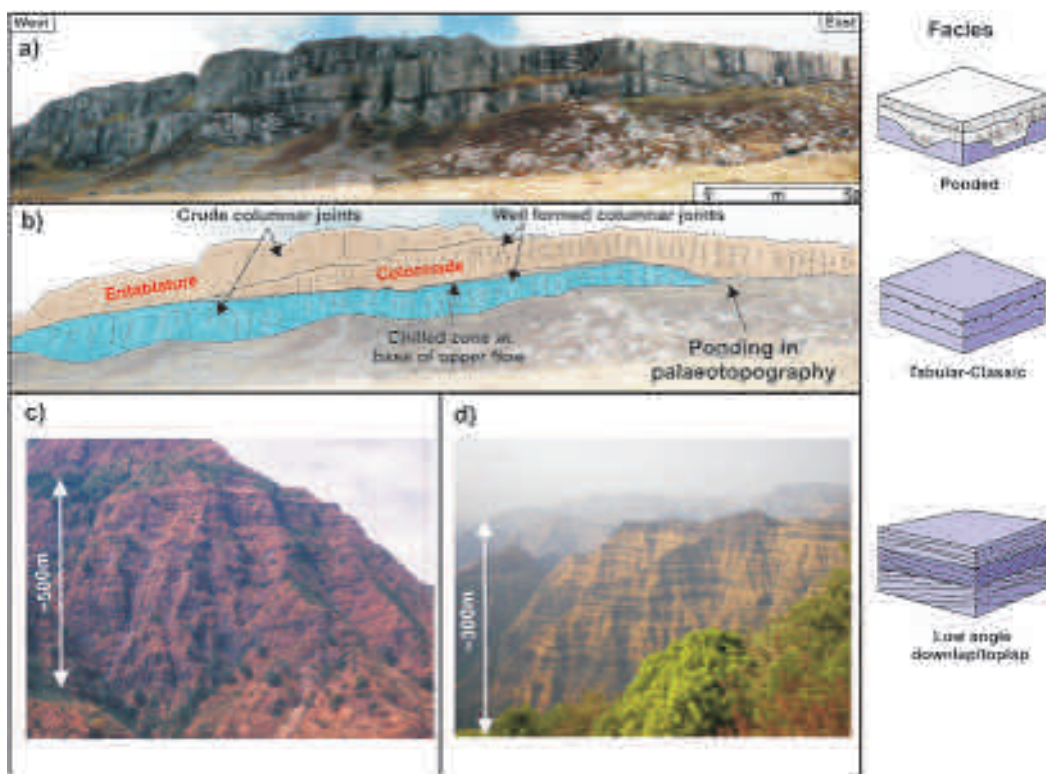 West
East
a)
Facies
m
Ponded
b)
Crude columnar joints
Well formed columnar joints
Entablature
Colonnade
Chilled zone at
base of upper flow
Ponding in
palaeotopography
Tabular-Classic
c)
d)
~500m
~300m
Low angle
downlap/toplap